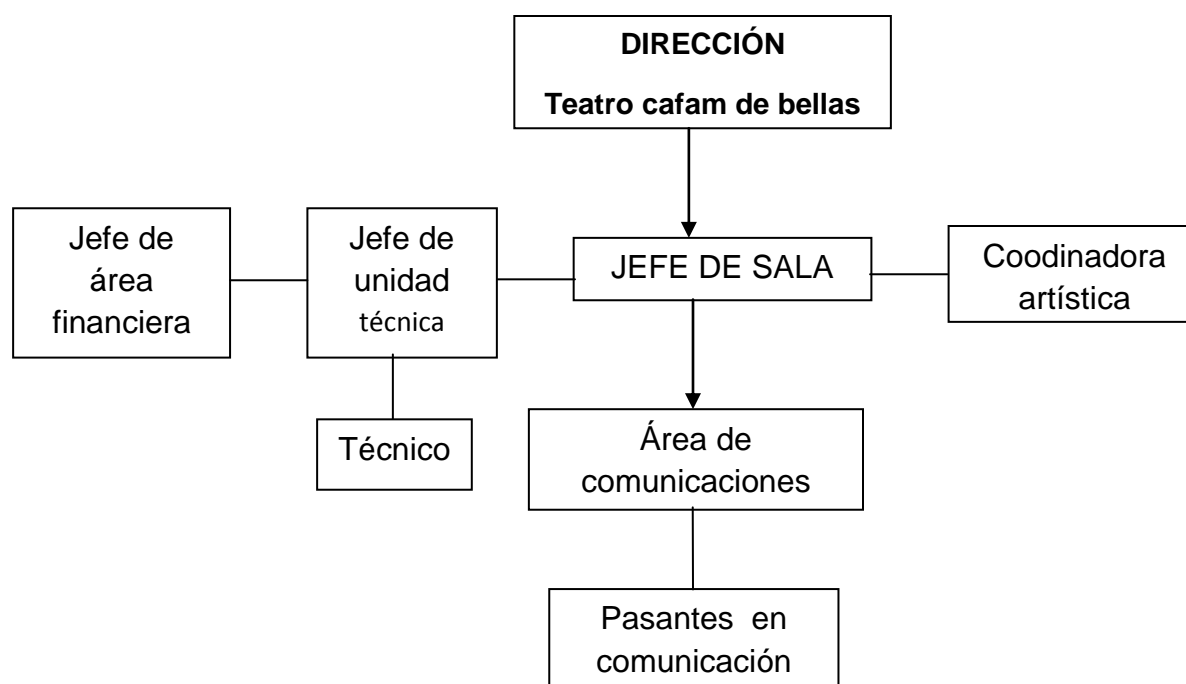 DIRECCIÓN
Teatro cafam de bellas
Jefe de
área
financiera
Jefe de
unidad
técnica
JEFE DE SALA
Coodinadora
artística
Técnico
Área de
comunicaciones
Pasantes en
comunicación